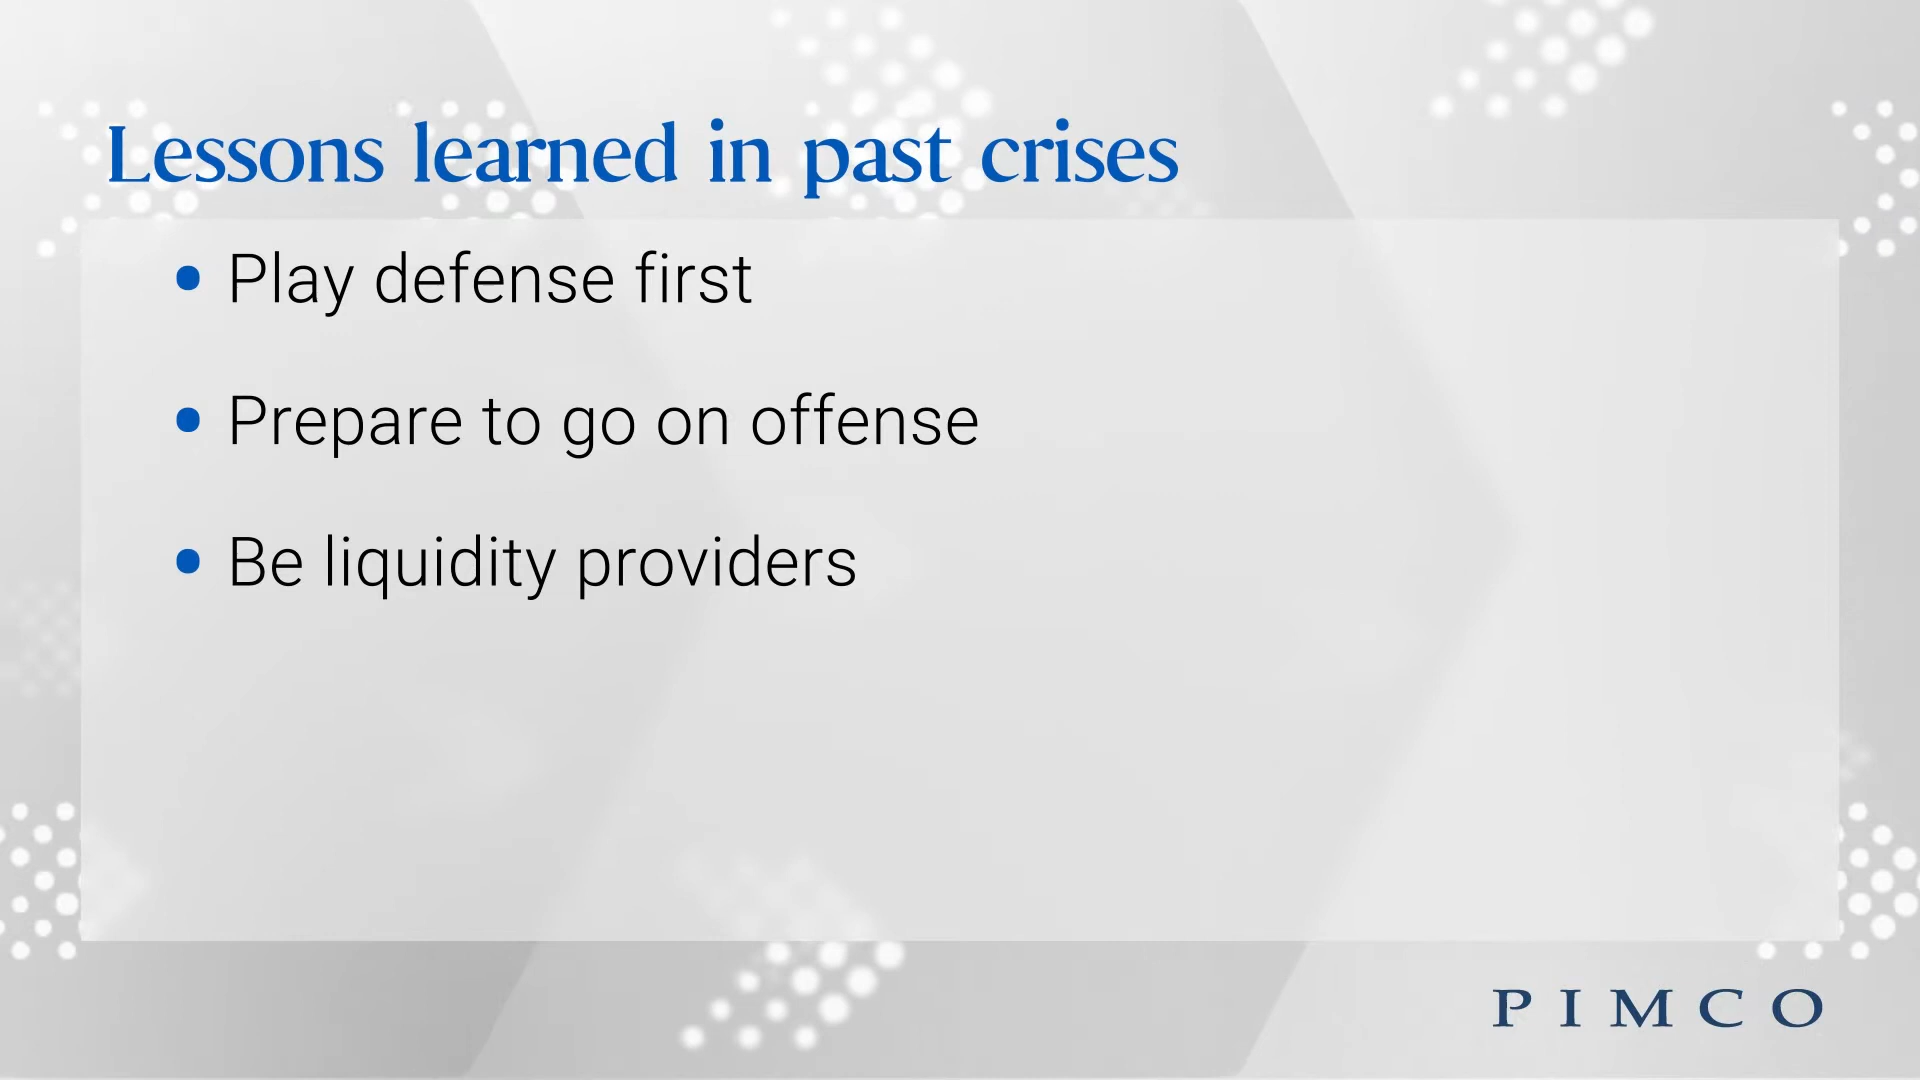 Lessons learned in past crises
• Play defense first
• Prepare to go on offense
• Be liquidity providers
PIMCO